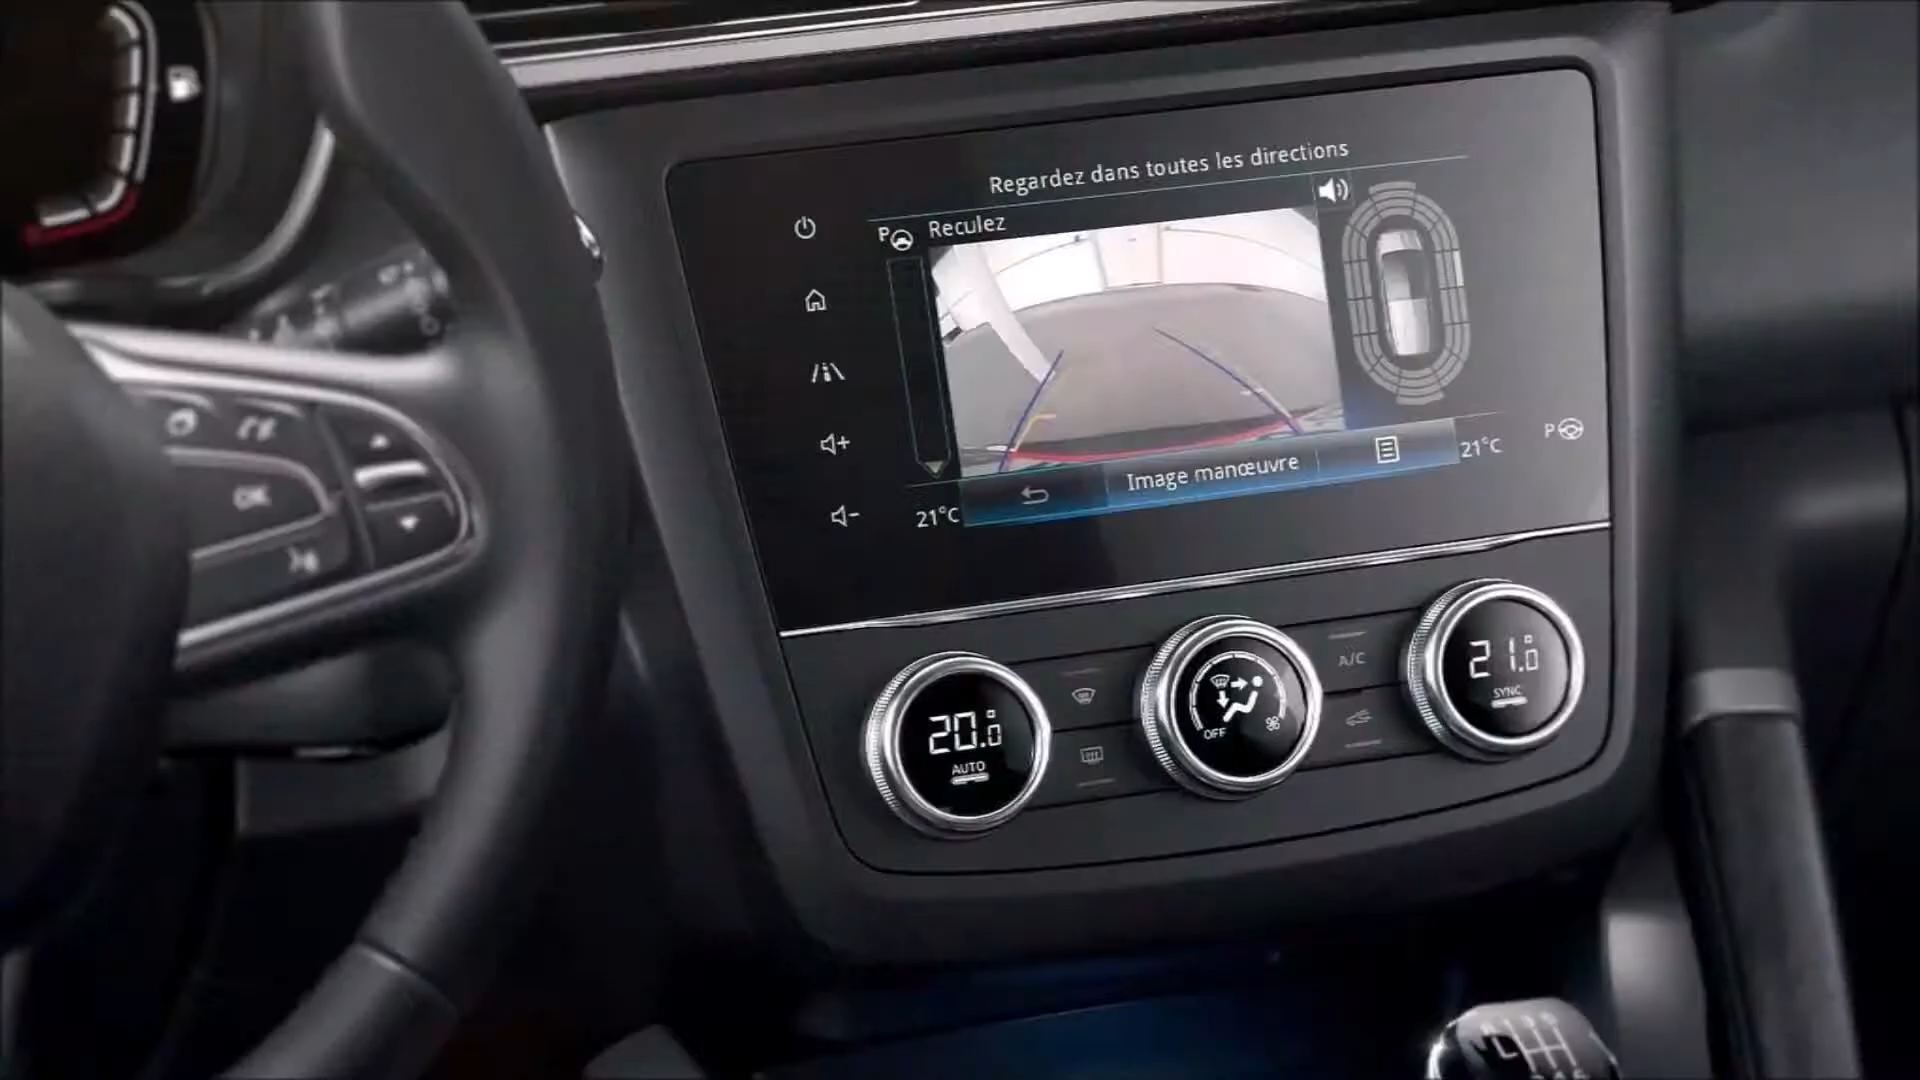 Regardez dans toutes les directions
P Reculez
Image manœuvre
21°C
21°C
P
OK
A/C
20.0
AUTO
OFF
21.0
SYNC